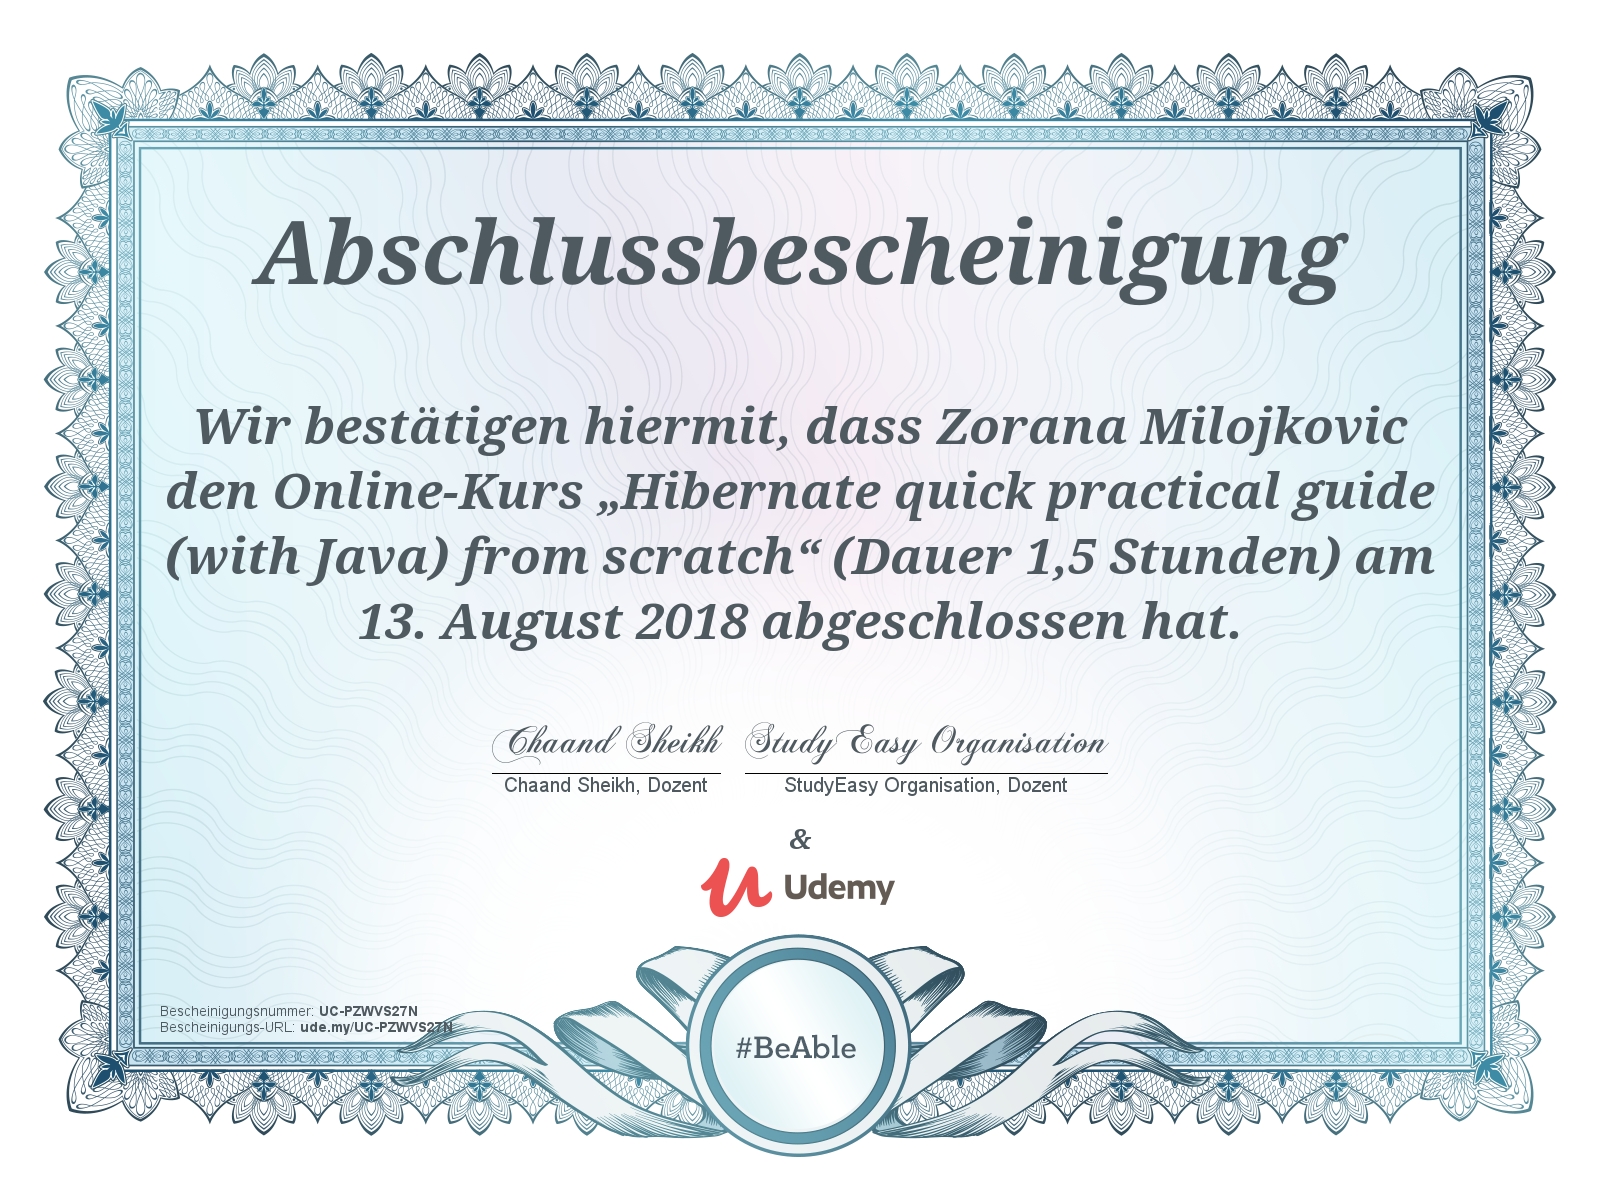 Abschlussbescheinigung
Wir bestätigen hiermit, dass Zorana Milojkovic
den Online-Kurs „Hibernate quick practical guide
(with Java) from scratch“ (Dauer 1,5 Stunden) am
13. August 2018 abgeschlossen hat.
Chaand Sheikh Study Easy Organisation
Chaand Sheikh, Dozent StudyEasy Organisation, Dozent
&
Udemy
Bescheinigungsnummer: UC-PZWVS27N
Bescheinigungs-URL: ude.my/UC-PZWVS27N
#BeAble